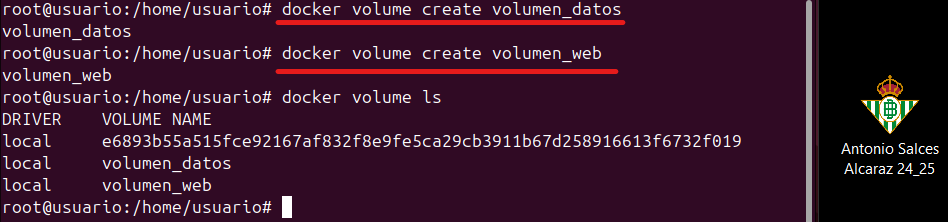 root@usuario:/home/usuario# docker volume create volumen_datos
volumen_datos
root@usuario:/home/usuario# docker volume create volumen_web
volumen_web
root@usuario:/home/usuario# docker volume ls
DRIVER    VOLUME NAME
local     e6893b55a515fce92167af832f8e9fe5ca29cb3911b67d258916613f6732f019
local     volumen_datos
local     volumen_web
root@usuario:/home/usuario#
Antonio Salces
Alcaraz 24_25